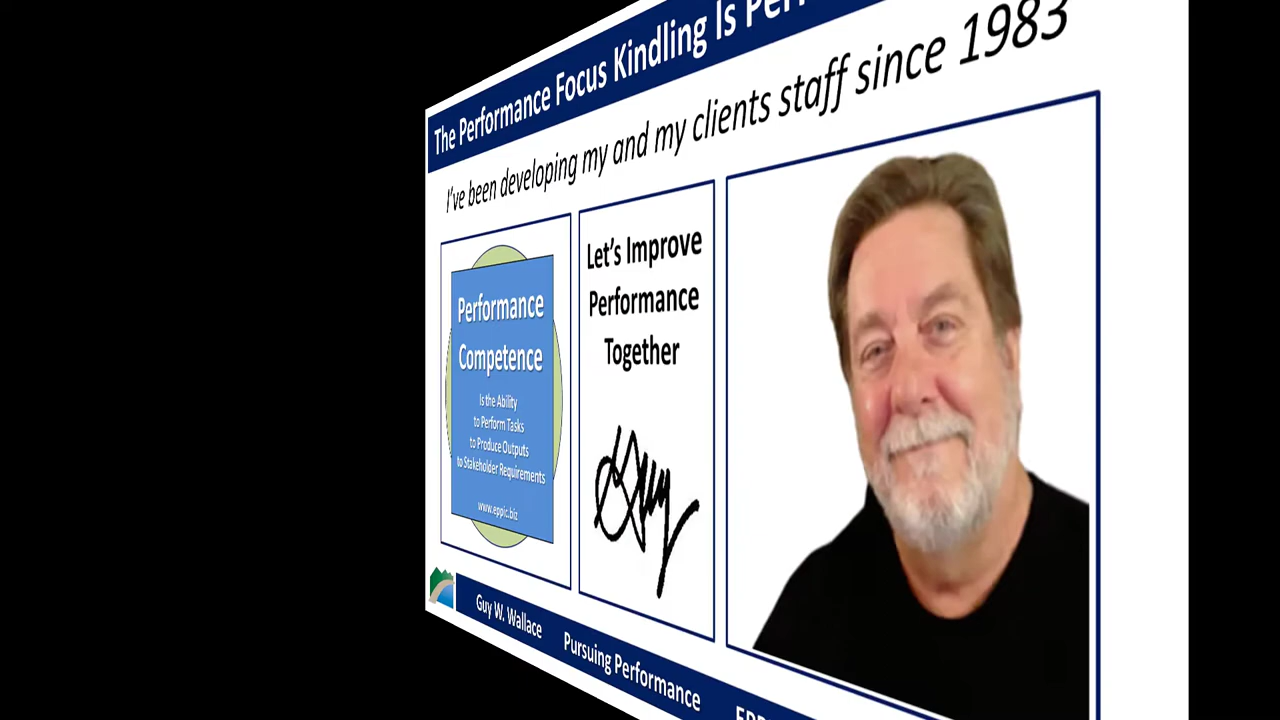 The Performance Focus Kindling Is
I've been developing my and my clients staff since 1983
Performance
Competence
Is the Ability
to Perform Tasks
to Produce Outputs
to Stakeholder Requirements
www.eppic.biz
Let's Improve
Performance
Together
Guy
Guy W. Wallace Pursuing Performance